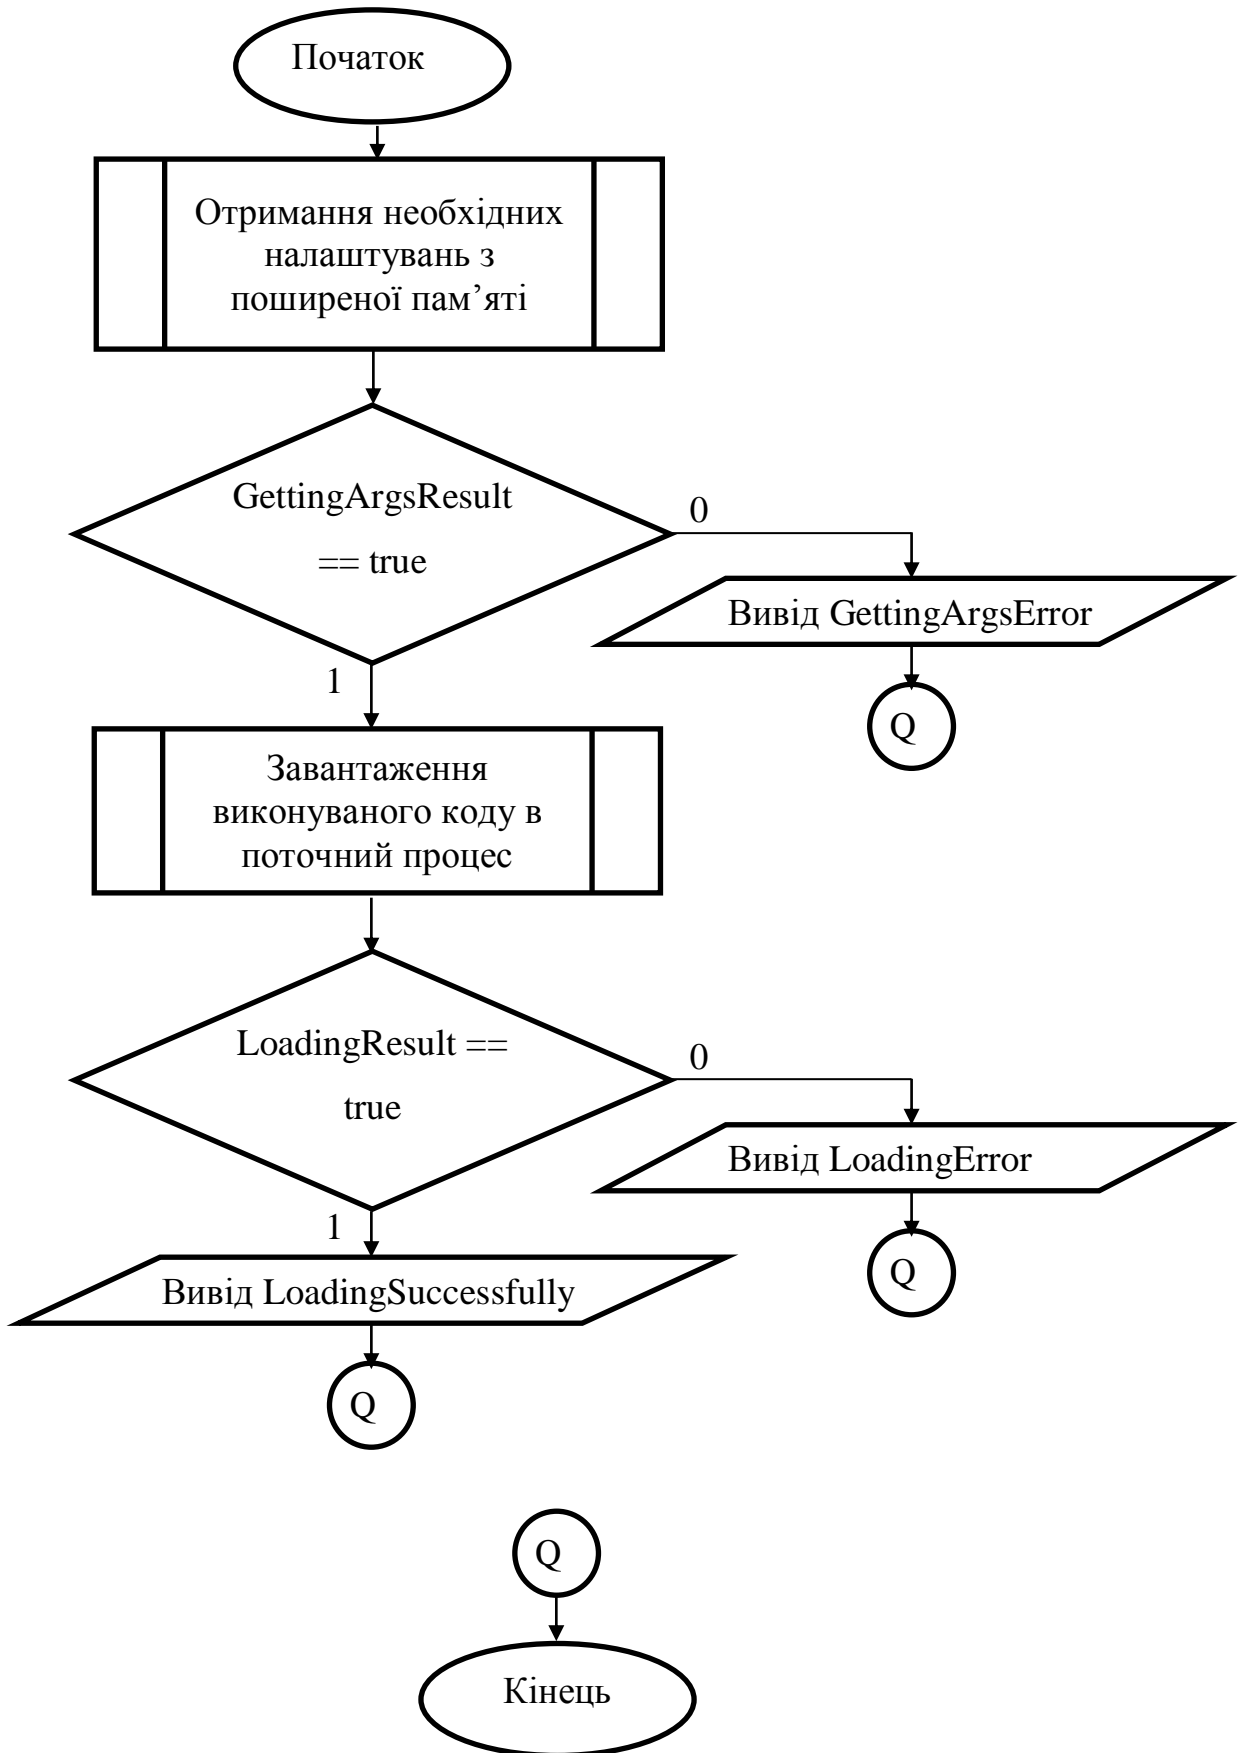 Початок
Отримання необхідних
налаштувань з
поширеної пам’яті
GettingArgsResult
== true
0
Вивід GettingArgsError
Q
1
Завантаження
виконуваного коду в
поточний процес
LoadingResult ==
true
0
Вивід LoadingError
Q
1
Вивід LoadingSuccessfully
Q
Q
Кінець